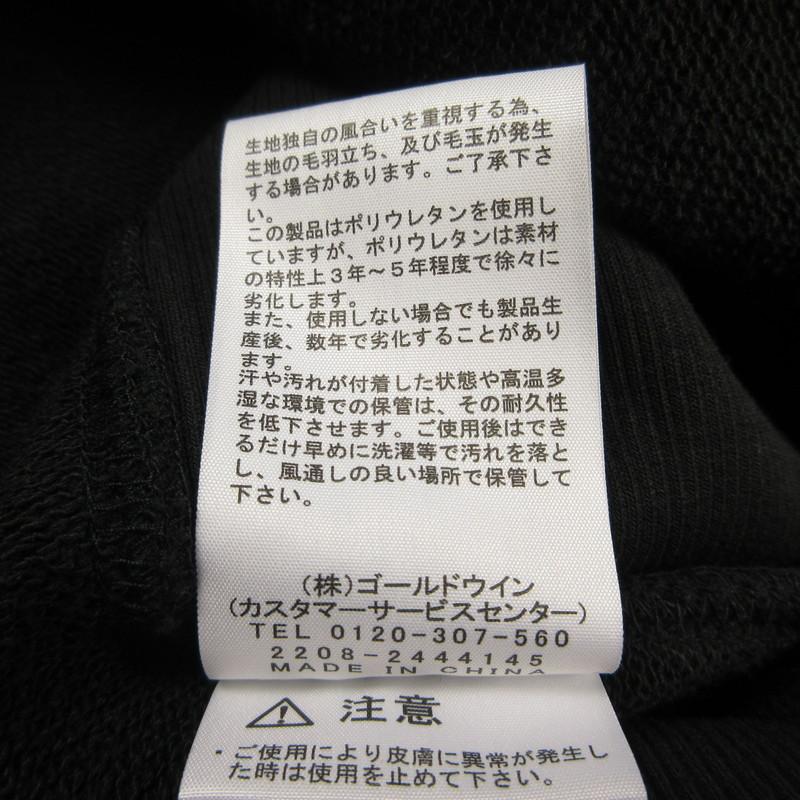 生地独自の風合いを重視する為、
生地の毛羽立ち、及び毛玉が発生
する場合があります。ご了承下さ
い。
この製品はポリウレタンを使用し
ていますが、ポリウレタンは素材
の特性上3年～5年程度で徐々に
劣化します。
また、使用しない場合でも製品生
産後、数年で劣化することがあり
ます。
汗や汚れが付着した状態や高温多
湿な環境での保管は、その耐久性
を低下させます。ご使用後はでき
るだけ早めに洗濯等で汚れを落と
し、風通しの良い場所で保管して
下さい。
(株)ゴールドウイン
(カスタマーサービスセンター)
TEL 0120-307-560
2208-2444145
MADE IN CHINA
⚠ 注意
・ご使用により皮膚に異常が発生し
た時は使用を止めて下さい。